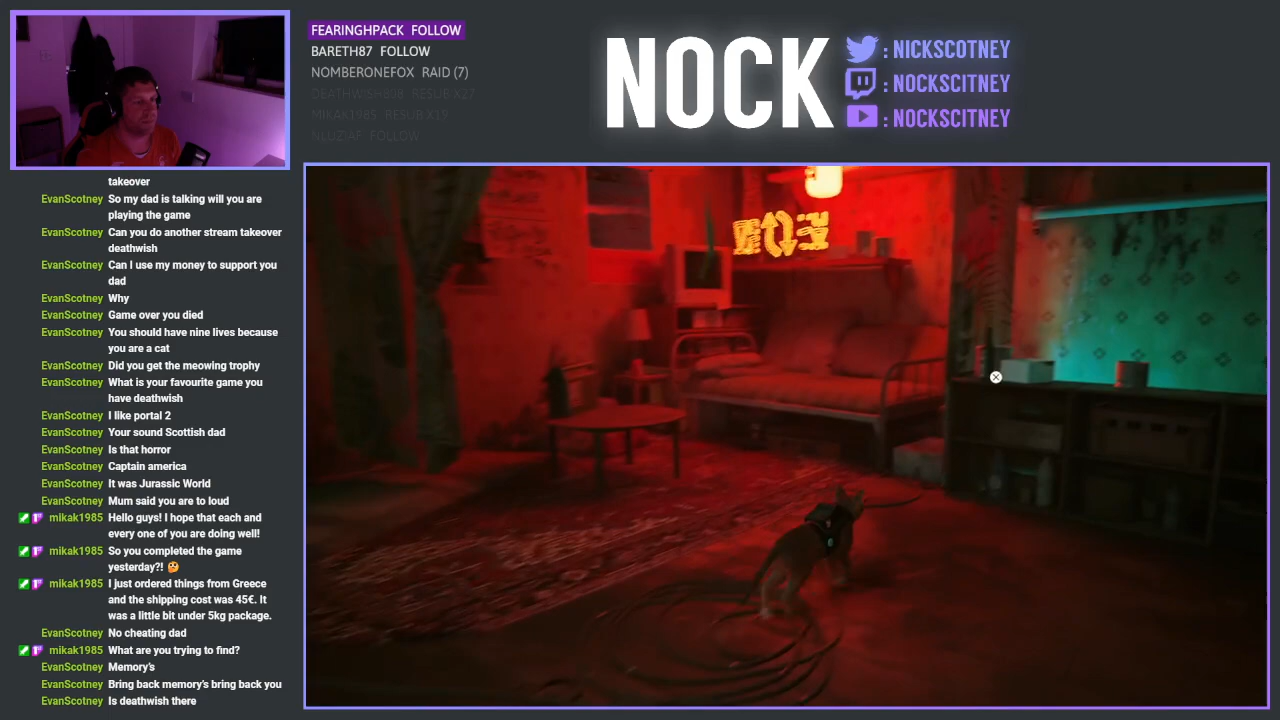 FEARINGHPACK FOLLOW
BARETH87 FOLLOW
NOMBERONEFOX RAID (7)
DEATHWISH808 RESUB X27
MIKAK1985 RESUB X19
NLUZIAF FOLLOW
NOCK
: NICKSCOTNEY
: NOCKSCITNEY
: NOCKSCITNEY
takeover
EvanScotney So my dad is talking will you are
playing the game
EvanScotney Can you do another stream takeover
deathwish
EvanScotney Can I use my money to support you
dad
EvanScotney Why
EvanScotney Game over you died
EvanScotney You should have nine lives because
you are a cat
EvanScotney Did you get the meowing trophy
EvanScotney What is your favourite game you
have deathwish
EvanScotney I like portal 2
EvanScotney Your sound Scottish dad
EvanScotney Is that horror
EvanScotney Captain america
EvanScotney It was Jurassic World
EvanScotney Mum said you are to loud
mikak1985 Hello guys! I hope that each and
every one of you are doing well!
mikak1985 So you completed the game
yesterday?! 🤔
mikak1985 I just ordered things from Greece
and the shipping cost was 45€. It
was a little bit under 5kg package.
EvanScotney No cheating dad
mikak1985 What are you trying to find?
EvanScotney Memory's
EvanScotney Bring back memory's bring back you
EvanScotney Is deathwish there